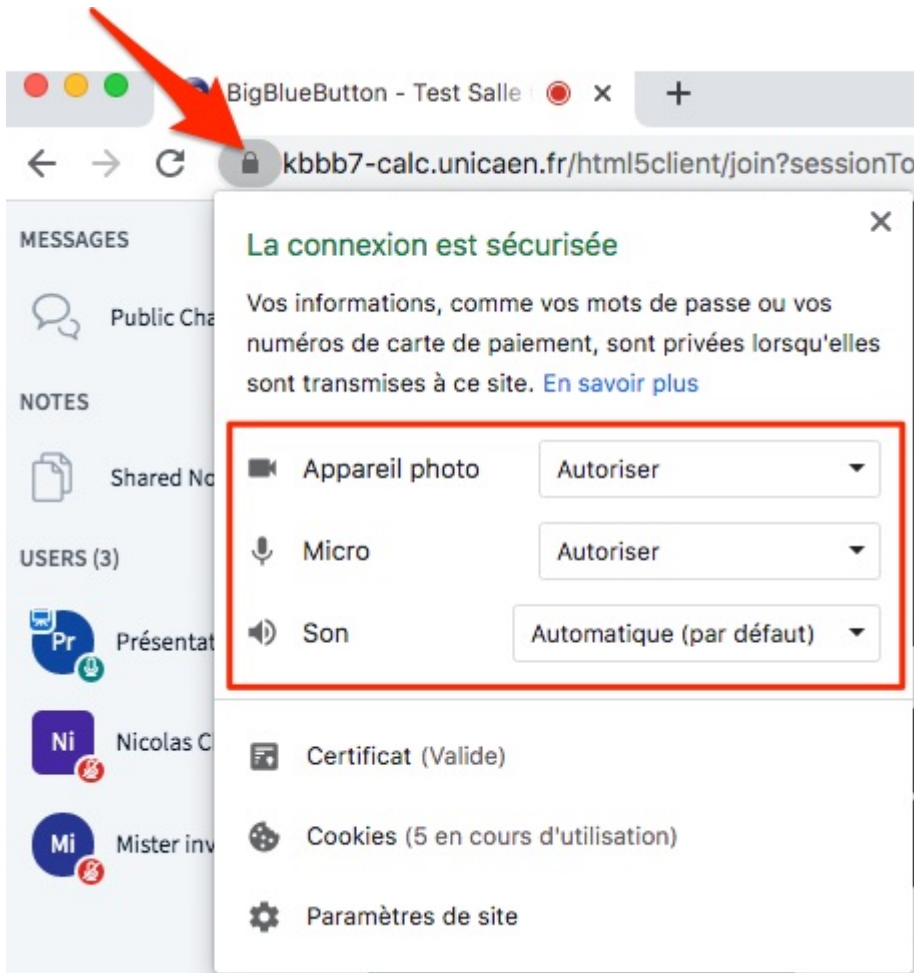 BigBlueButton - Test Salle
kbbb7-calc.unicaen.fr/html5client/join?sessionTo
MESSAGES
Public Cha
NOTES
Shared No
USERS (3)
Pr Présentat
Ni Nicolas C
Mi Mister inv
La connexion est sécurisée
Vos informations, comme vos mots de passe ou vos
numéros de carte de paiement, sont privées lorsqu'elles
sont transmises à ce site. En savoir plus
Appareil photo Autoriser
Micro Autoriser
Son Automatique (par défaut)
Certificat (Valide)
Cookies (5 en cours d'utilisation)
Paramètres de site